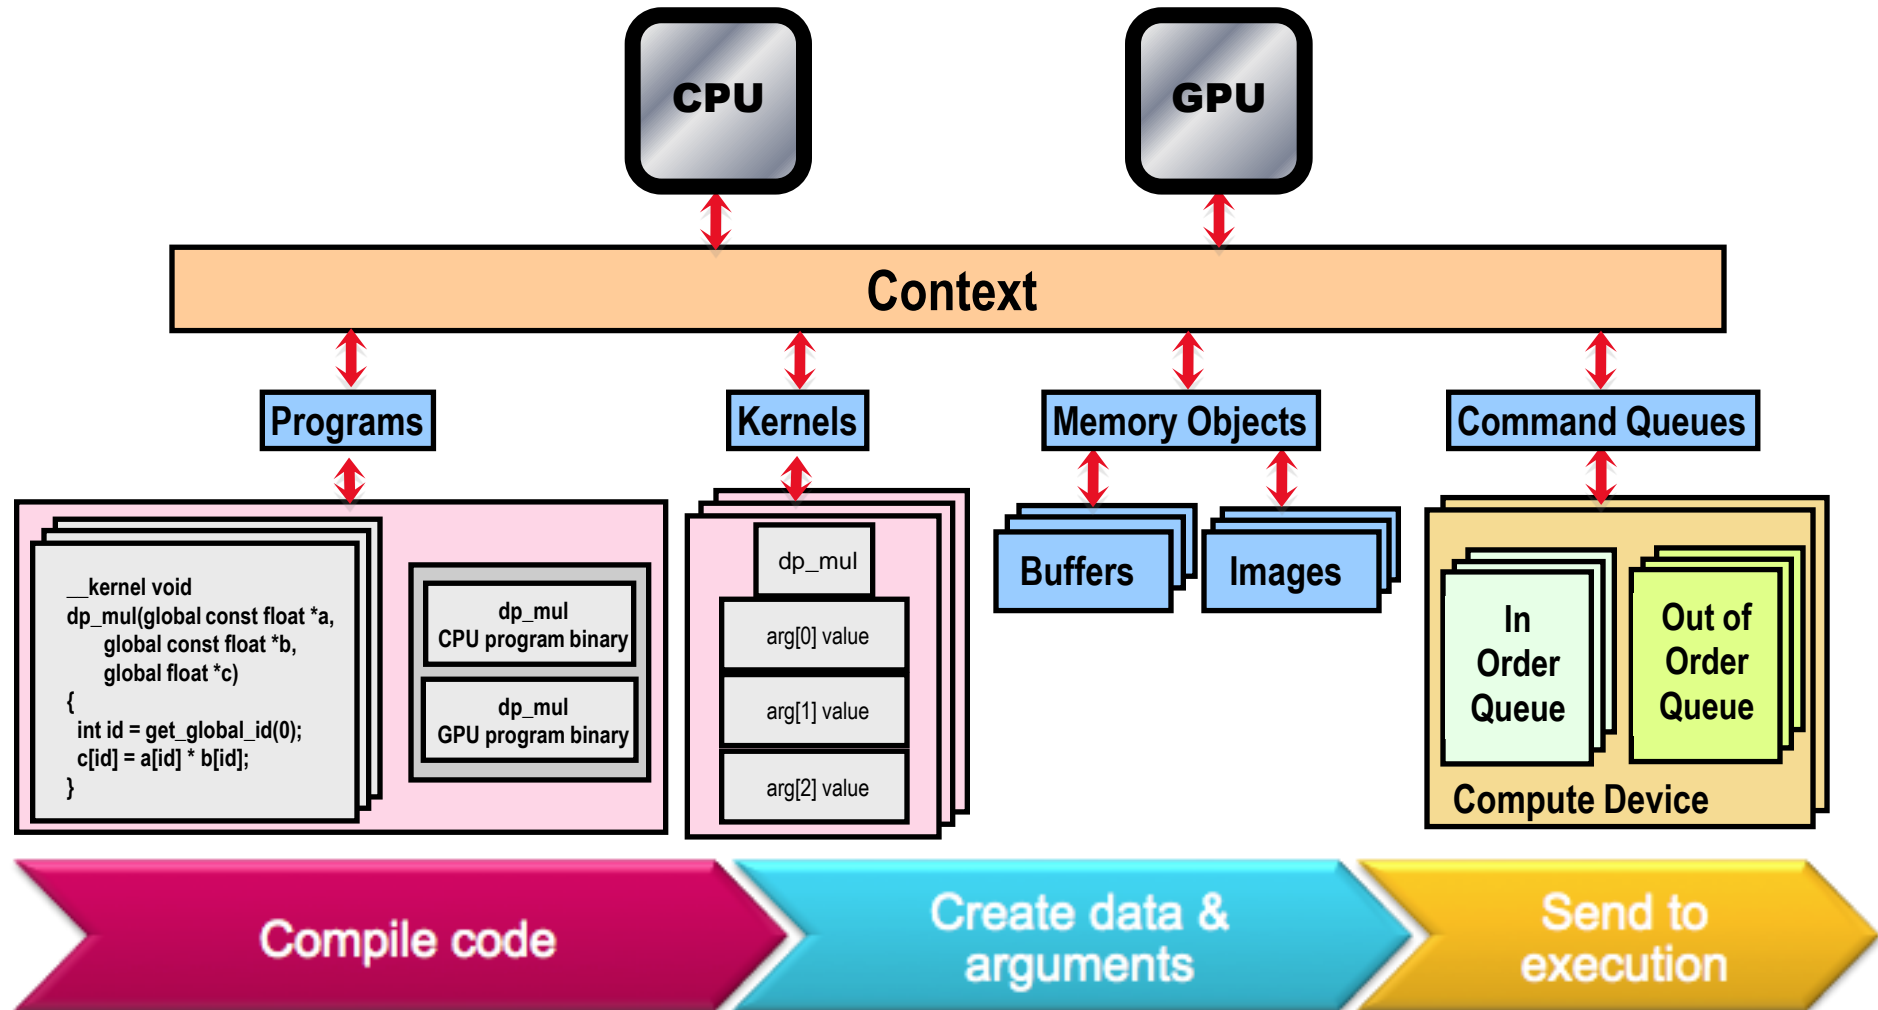 CPU
GPU
Context
Programs
Kernels
Memory Objects
Command Queues
__kernel void
dp_mul(global const float *a,
global const float *b,
global float *c)
{
int id = get_global_id(0);
c[id] = a[id] * b[id];
}
dp_mul
CPU program binary
dp_mul
GPU program binary
dp_mul
arg[0] value
arg[1] value
arg[2] value
Buffers
Images
In
Order
Queue
Out of
Order
Queue
Compute Device
Compile code
Create data &
arguments
Send to
execution